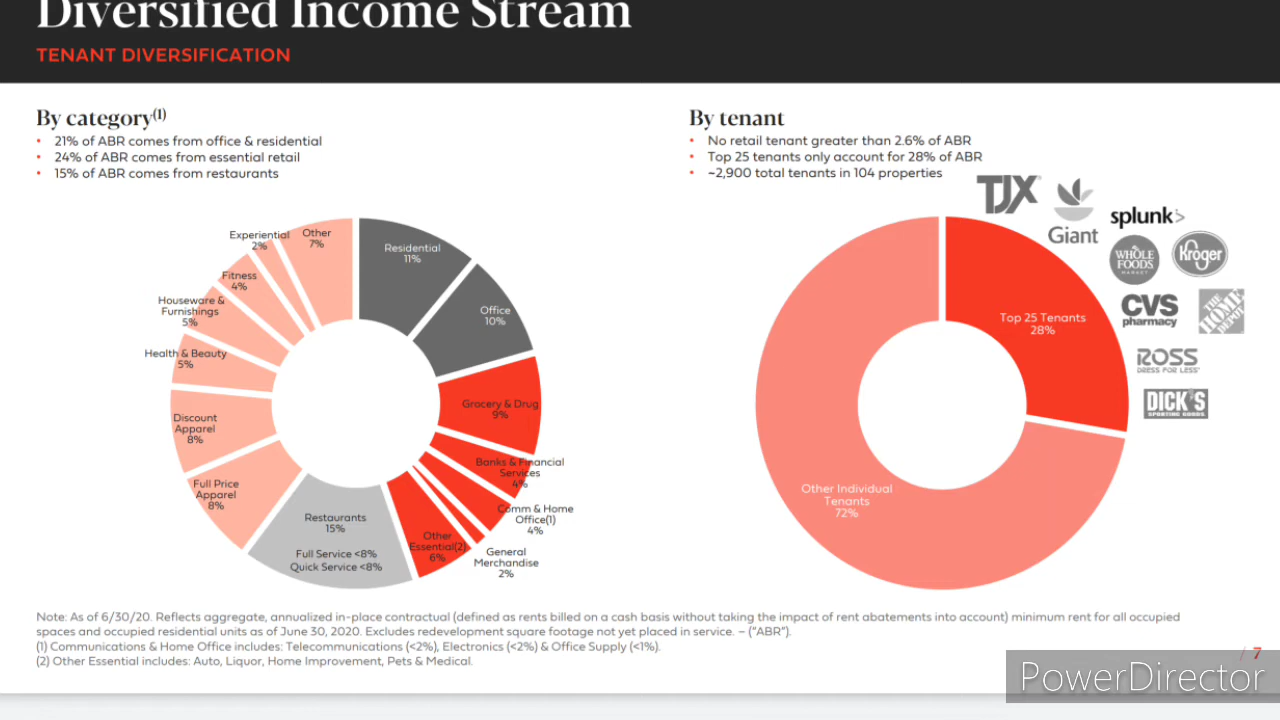 Diversified Income Stream
TENANT DIVERSIFICATION
By category(1)
• 21% of ABR comes from office & residential
• 24% of ABR comes from essential retail
• 15% of ABR comes from restaurants
By tenant
• No retail tenant greater than 2.6% of ABR
• Top 25 tenants only account for 28% of ABR
• ~2,900 total tenants in 104 properties
Residential
11%
Office
10%
Grocery & Drug
9%
Banks & Financial
Services
4%
Comm & Home
Office(1)
4%
General
Merchandise
2%
Other
Essential(2)
6%
Restaurants
15%
Full Service <8%
Quick Service <8%
Full Price
Apparel
8%
Discount
Apparel
8%
Health & Beauty
5%
Houseware &
Furnishings
5%
Fitness
4%
Experiential
2%
Other
7%
Top 25 Tenants
28%
Other Individual
Tenants
72%
TJX
Giant
splunk>
WHOLE
FOODS
MARKET
Kroger
CVS
pharmacy
THE
HOME
DEPOT
ROSS
DRESS FOR LESS
DICK'S
SPORTING GOODS
Note: As of 6/30/20. Reflects aggregate, annualized in-place contractual (defined as rents billed on a cash basis without taking the impact of rent abatements into account) minimum rent for all occupied
spaces and occupied residential units as of June 30, 2020. Excludes redevelopment square footage not yet placed in service. – ("ABR").
(1) Communications & Home Office includes: Telecommunications (<2%), Electronics (<2%) & Office Supply (<1%).
(2) Other Essential includes: Auto, Liquor, Home Improvement, Pets & Medical.
/ 7
PowerDirector